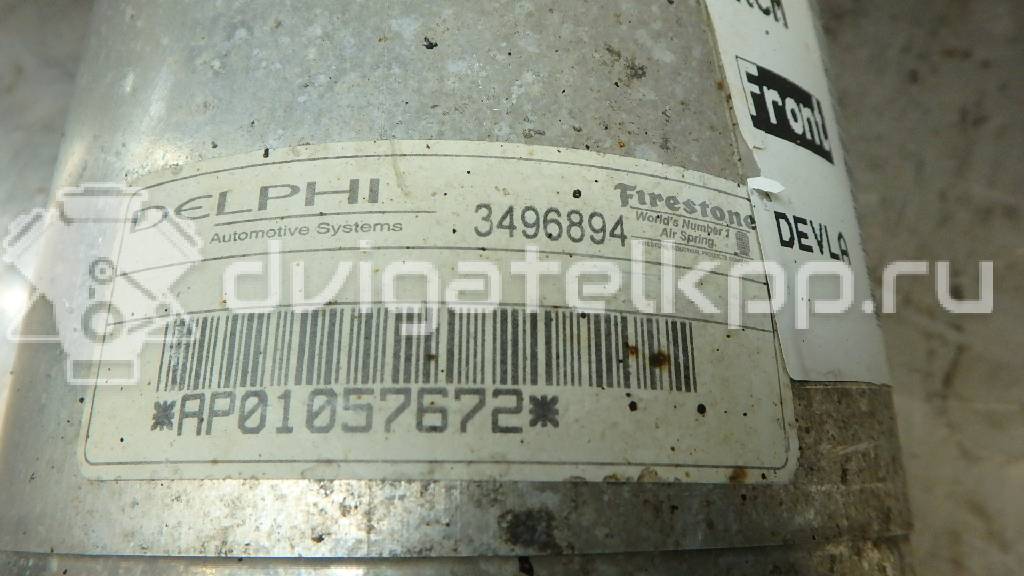 DELPHI
Automotive Systems
3496894
Firestone
World's Number 1
Air Spring.
*AP01057672*
Front
DEVLA
dvigatelkpp.ru